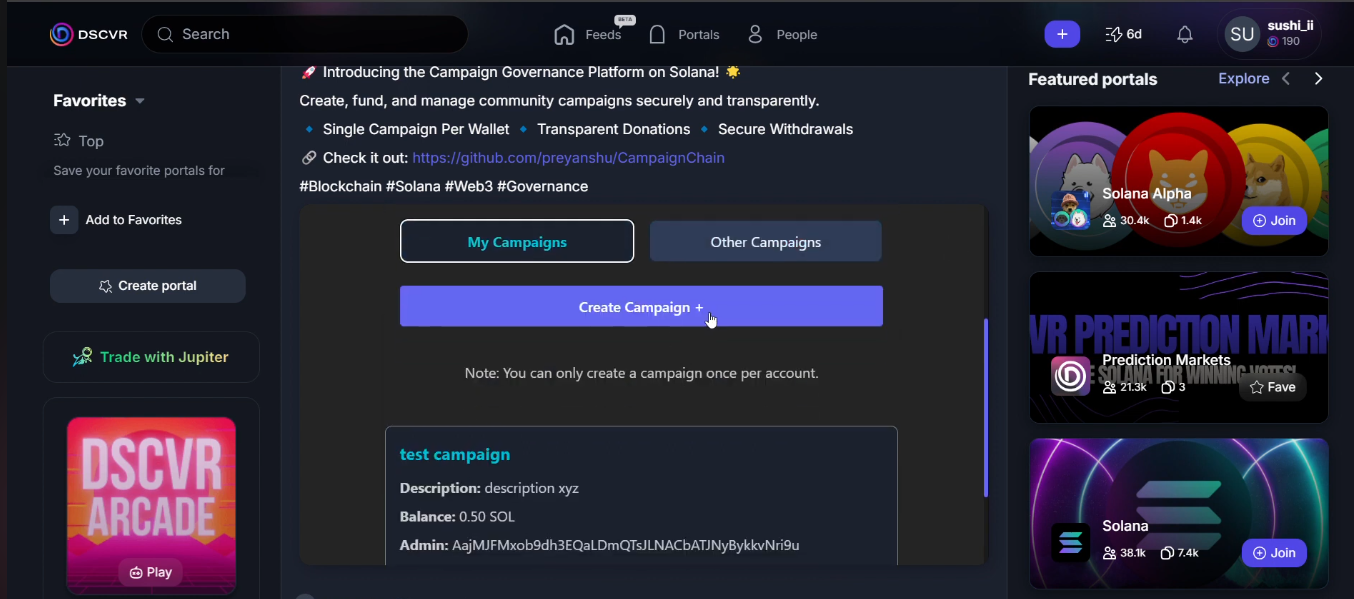 DSCVR
Search
Feeds
BETA
Portals
People
+
6d
SU
sushi_ii
190
Favorites
Top
Save your favorite portals for
+ Add to Favorites
Create portal
Trade with Jupiter
DSCVR
ARCADE
Play
🚀 Introducing the Campaign Governance Platform on Solana! 🌟
Create, fund, and manage community campaigns securely and transparently.
🔹 Single Campaign Per Wallet 🔹 Transparent Donations 🔹 Secure Withdrawals
🔗 Check it out: https://github.com/preyanshu/CampaignChain
#Blockchain #Solana #Web3 #Governance
My Campaigns
Other Campaigns
Create Campaign +
Note: You can only create a campaign once per account.
test campaign
Description: description xyz
Balance: 0.50 SOL
Admin: AajMJFMxob9dh3EQaLDmQTsJLNACbATJNyBykkvNri9u
Featured portals
Explore
Solana Alpha
30.4k 1.4k
Join
VR PREDICTION MARK
SOLANA FOR WINNING VOTES!
Prediction Markets
21.3k 3
Fave
Solana
38.1k 7.4k
Join